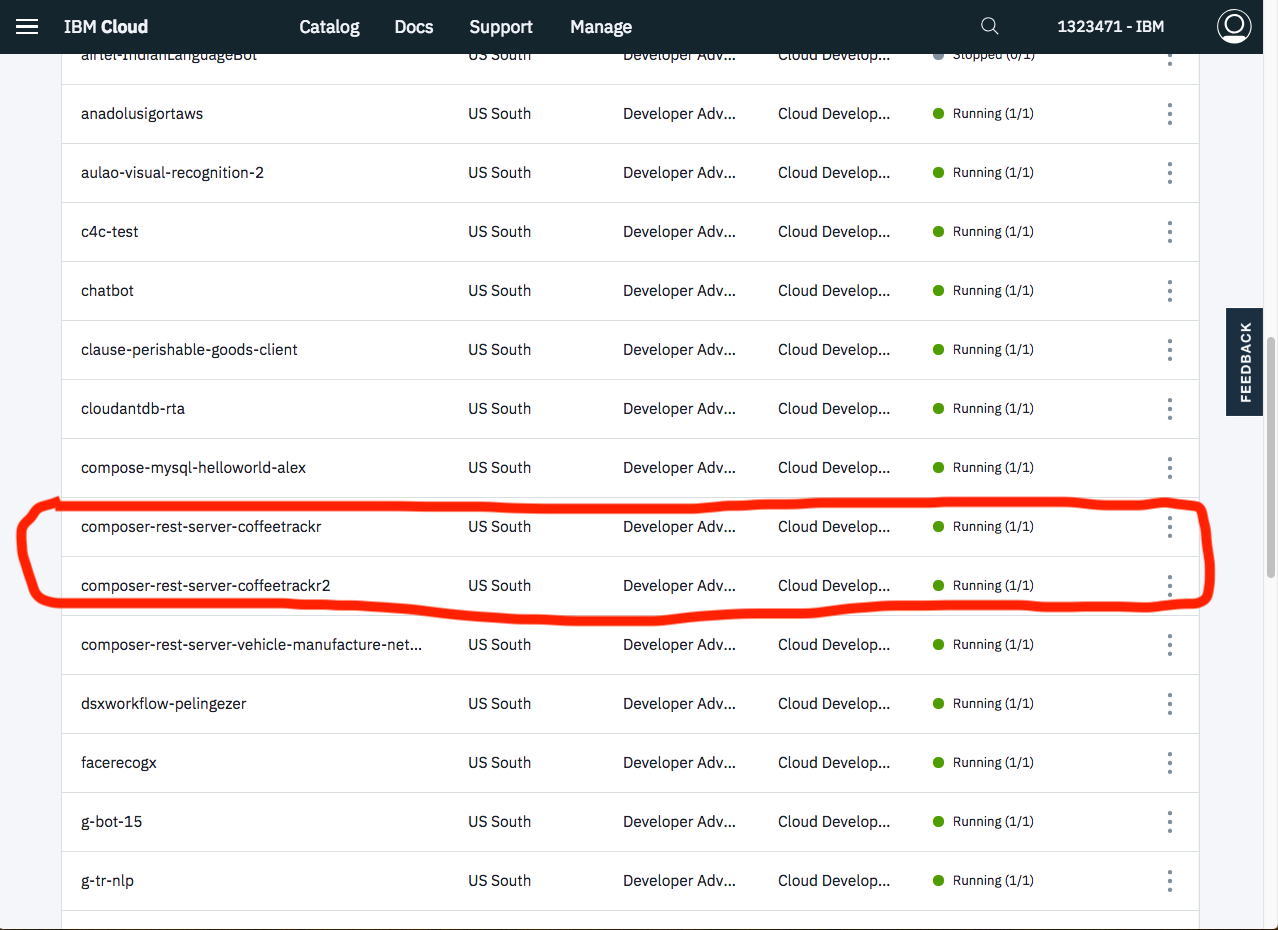 IBM Cloud Catalog Docs Support Manage 1323471 - IBM
airtel-IndianLanguageBot US South Developer Adv... Cloud Develop... Stopped (0/1)
anadolusigortaws US South Developer Adv... Cloud Develop... Running (1/1)
aulao-visual-recognition-2 US South Developer Adv... Cloud Develop... Running (1/1)
c4c-test US South Developer Adv... Cloud Develop... Running (1/1)
chatbot US South Developer Adv... Cloud Develop... Running (1/1)
clause-perishable-goods-client US South Developer Adv... Cloud Develop... Running (1/1)
FEEDBACK
cloudantdb-rta US South Developer Adv... Cloud Develop... Running (1/1)
compose-mysql-helloworld-alex US South Developer Adv... Cloud Develop... Running (1/1)
composer-rest-server-coffeetrackr US South Developer Adv... Cloud Develop... Running (1/1)
composer-rest-server-coffeetrackr2 US South Developer Adv... Cloud Develop... Running (1/1)
composer-rest-server-vehicle-manufacture-net... US South Developer Adv... Cloud Develop... Running (1/1)
dsxworkflow-pelingezer US South Developer Adv... Cloud Develop... Running (1/1)
facerecogx US South Developer Adv... Cloud Develop... Running (1/1)
g-bot-15 US South Developer Adv... Cloud Develop... Running (1/1)
g-tr-nlp US South Developer Adv... Cloud Develop... Running (1/1)